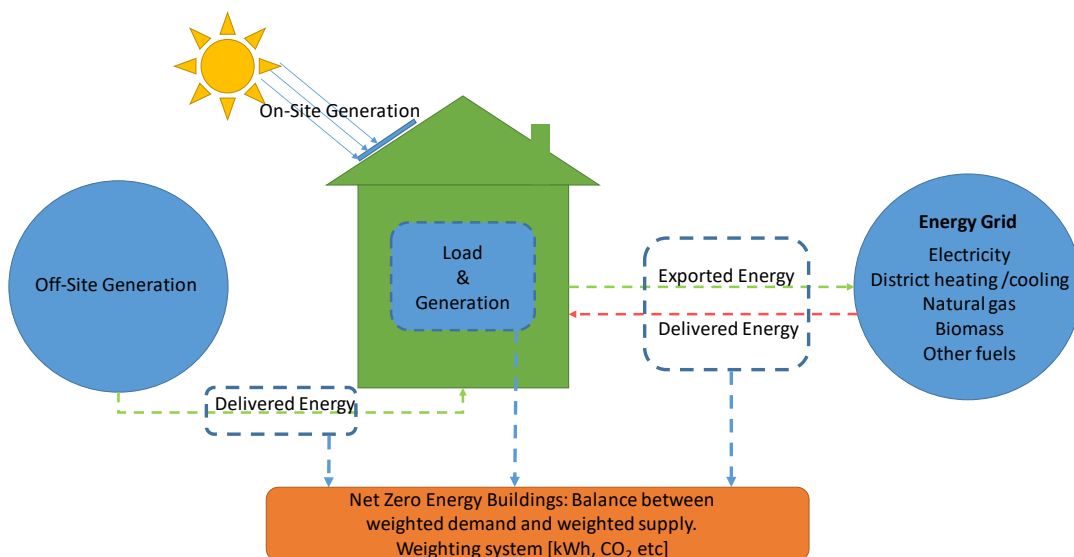 On-Site Generation
Off-Site Generation
Load
&
Generation
Exported Energy
Delivered Energy
Energy Grid
Electricity
District heating /cooling
Natural gas
Biomass
Other fuels
Delivered Energy
Net Zero Energy Buildings: Balance between
weighted demand and weighted supply.
Weighting system [kWh, CO₂ etc]